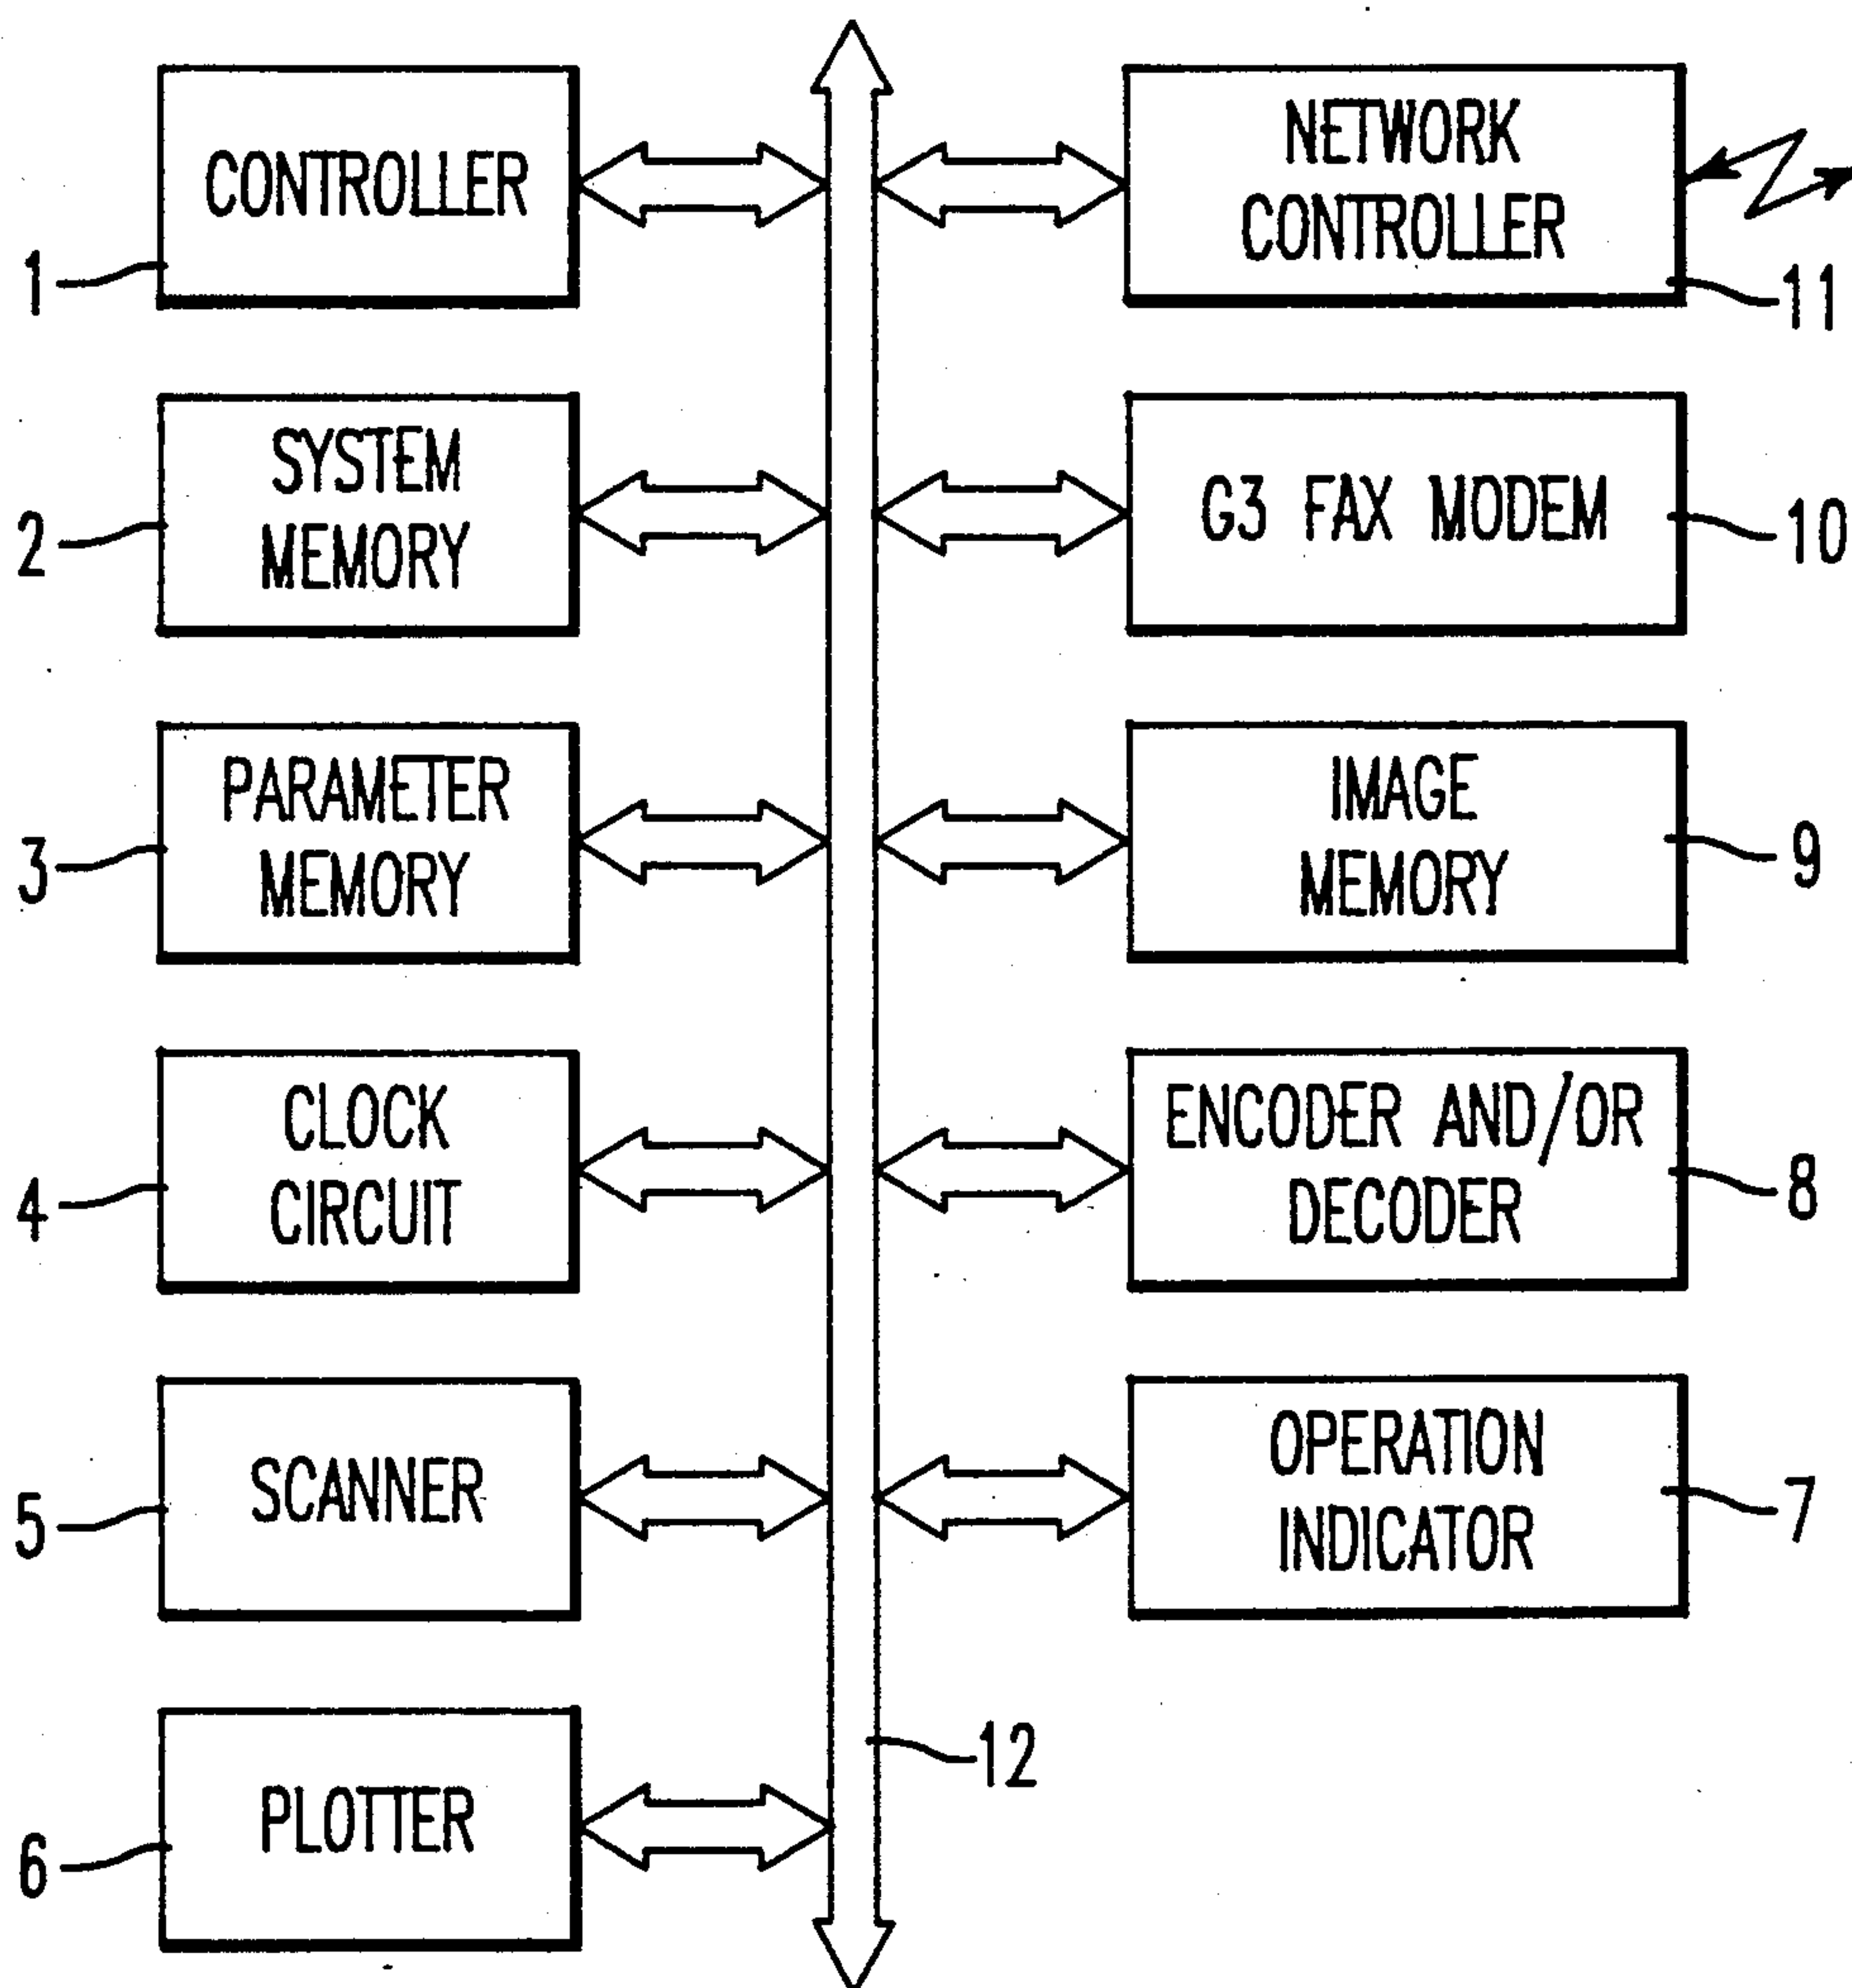 CONTROLLER
1
SYSTEM
MEMORY
2
PARAMETER
MEMORY
3
CLOCK
CIRCUIT
4
SCANNER
5
PLOTTER
6
NETWORK
CONTROLLER
11
G3 FAX MODEM
10
IMAGE
MEMORY
9
ENCODER AND/OR
DECODER
8
OPERATION
INDICATOR
7
12